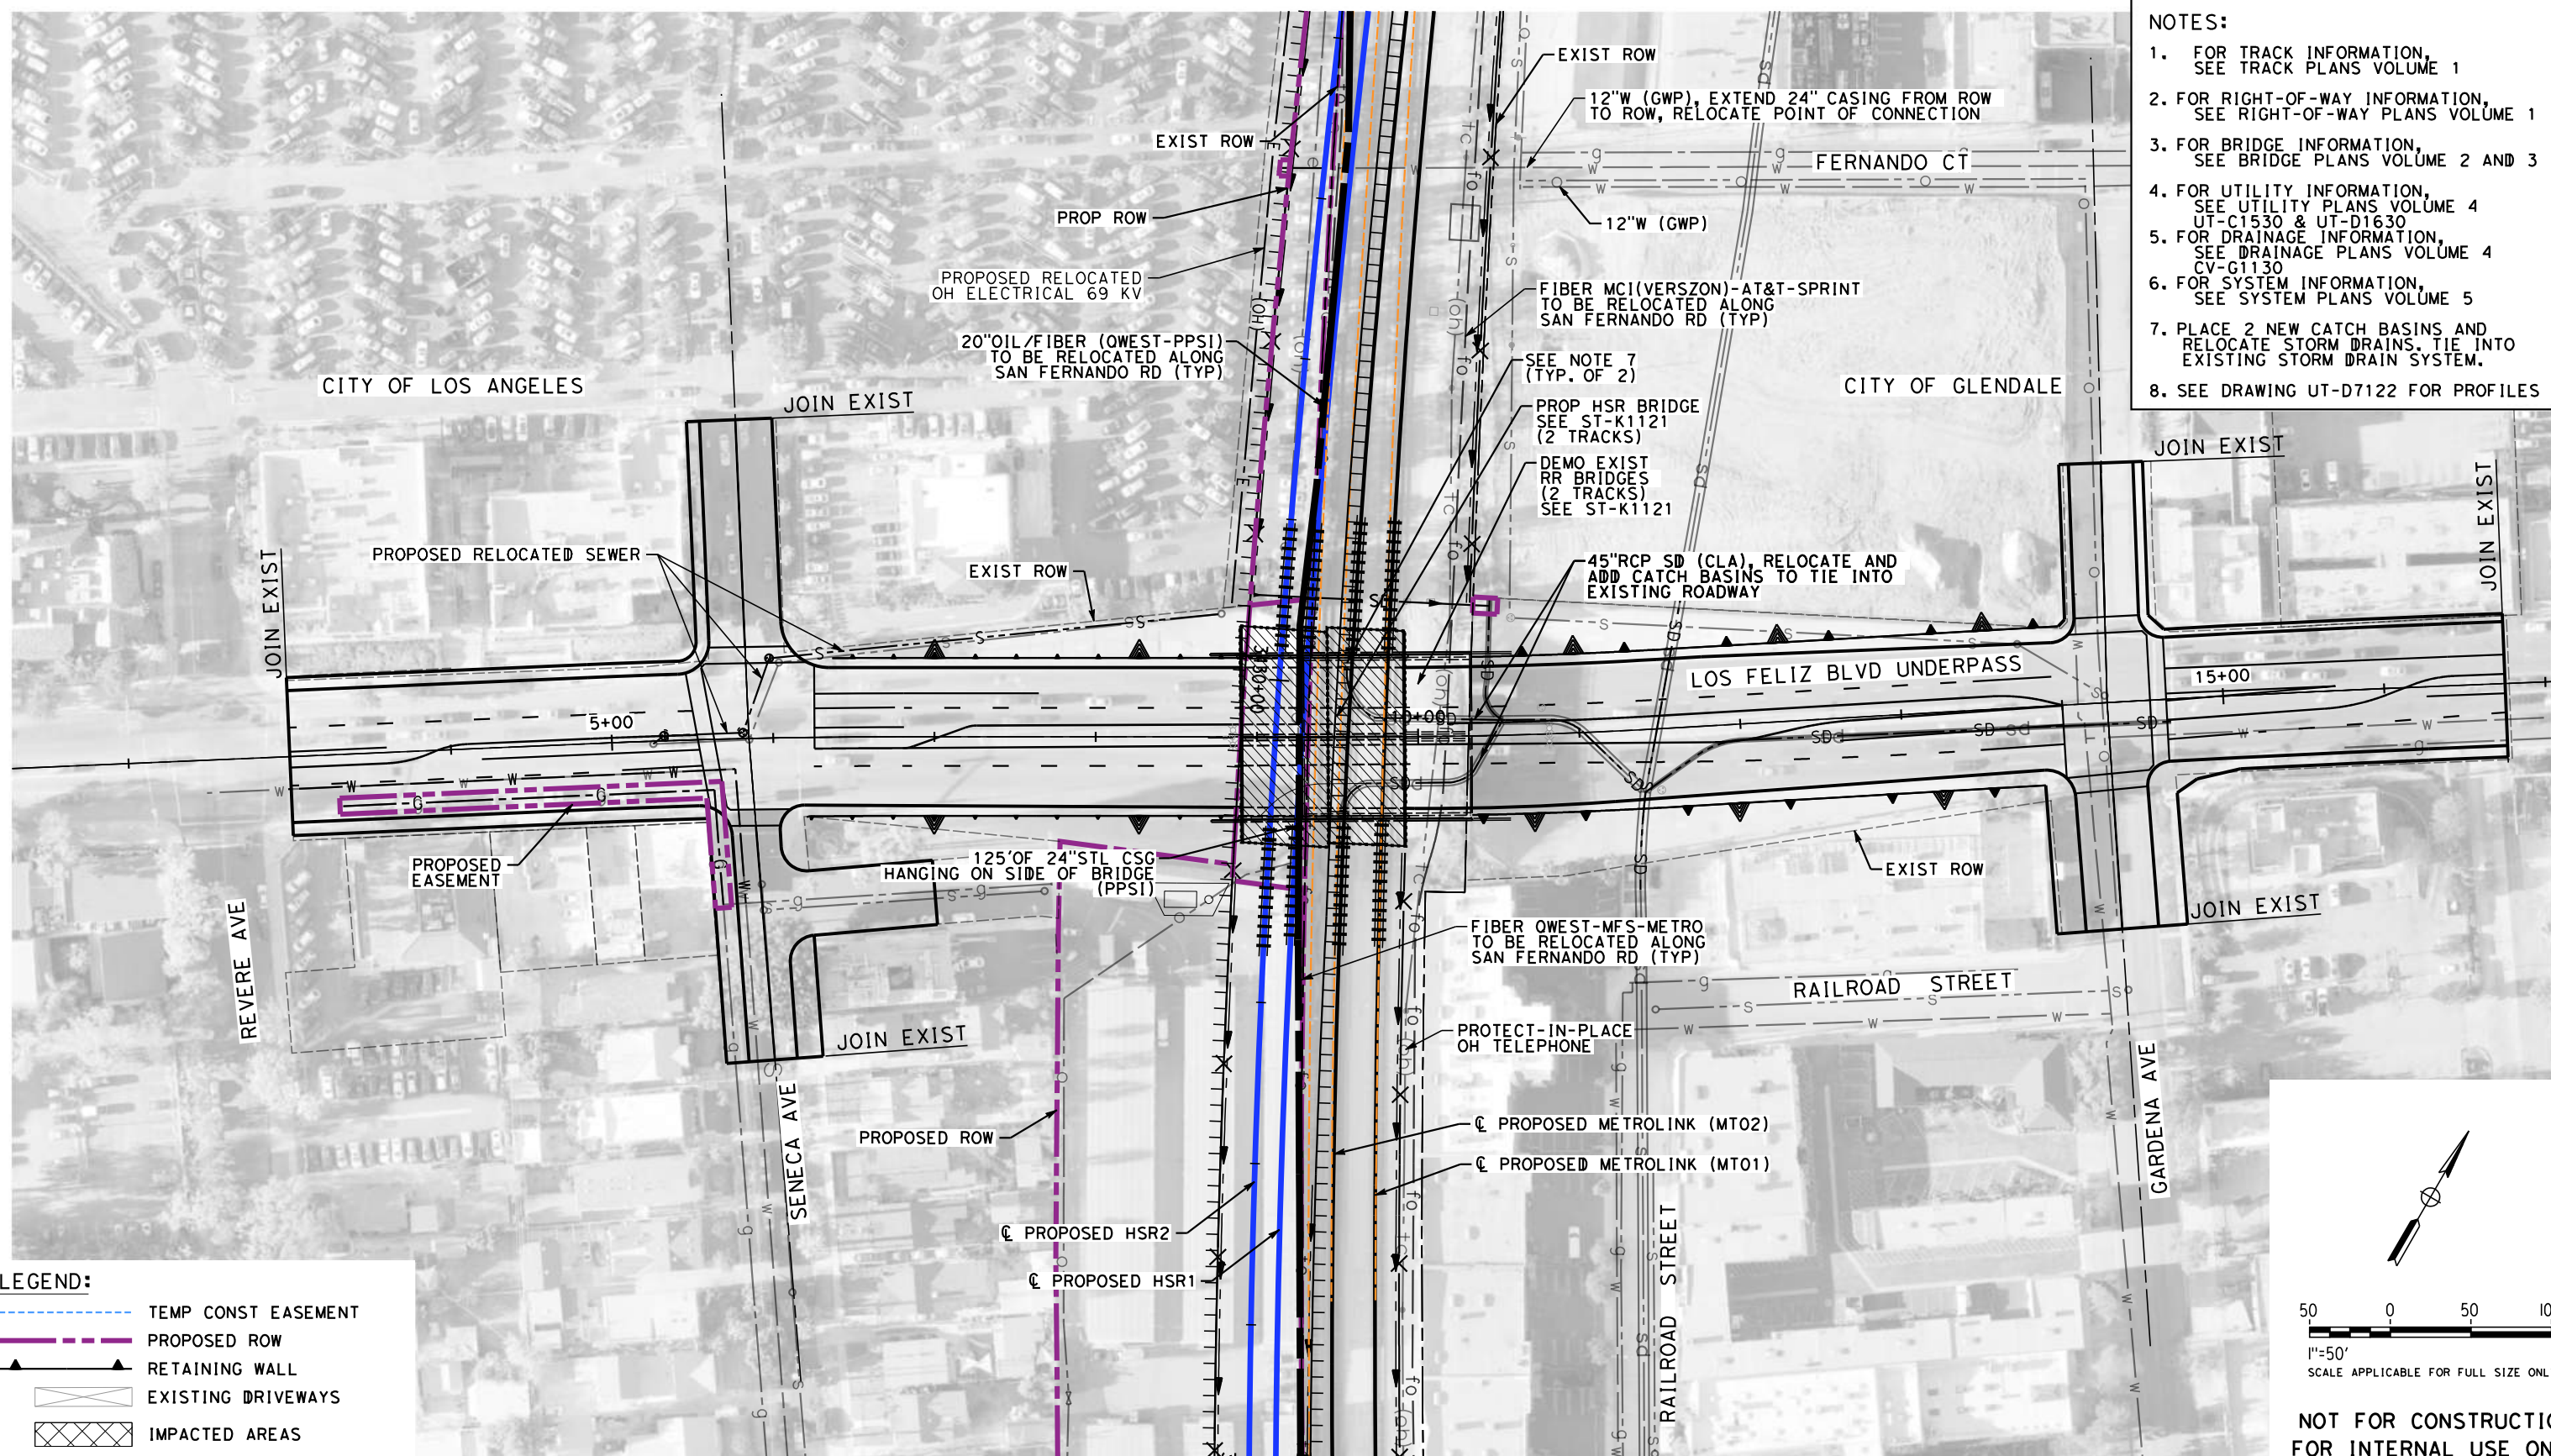 NOTES:
1. FOR TRACK INFORMATION,
SEE TRACK PLANS VOLUME 1
2. FOR RIGHT-OF-WAY INFORMATION,
SEE RIGHT-OF-WAY PLANS VOLUME 1
3. FOR BRIDGE INFORMATION,
SEE BRIDGE PLANS VOLUME 2 AND 3
4. FOR UTILITY INFORMATION,
SEE UTILITY PLANS VOLUME 4
UT-C1530 & UT-D1630
5. FOR DRAINAGE INFORMATION,
SEE DRAINAGE PLANS VOLUME 4
CV-G1130
6. FOR SYSTEM INFORMATION,
SEE SYSTEM PLANS VOLUME 5
7. PLACE 2 NEW CATCH BASINS AND
RELOCATE STORM DRAINS. TIE INTO
EXISTING STORM DRAIN SYSTEM.
8. SEE DRAWING UT-D7122 FOR PROFILES
EXIST ROW
12"W (GWP), EXTEND 24" CASING FROM ROW
TO ROW, RELOCATE POINT OF CONNECTION
EXIST ROW
FERNANDO CT
PROP ROW
12"W (GWP)
PROPOSED RELOCATED
OH ELECTRICAL 69 KV
FIBER MCI(VERSZON)-AT&T-SPRINT
TO BE RELOCATED ALONG
SAN FERNANDO RD (TYP)
20"OIL/FIBER (QWEST-PPSI)
TO BE RELOCATED ALONG
SAN FERNANDO RD (TYP)
SEE NOTE 7
(TYP. OF 2)
CITY OF LOS ANGELES
CITY OF GLENDALE
JOIN EXIST
PROP HSR BRIDGE
SEE ST-K1121
(2 TRACKS)
JOIN EXIST
DEMO EXIST
RR BRIDGES
(2 TRACKS)
SEE ST-K1121
JOIN EXIST
JOIN EXIST
PROPOSED RELOCATED SEWER
EXIST ROW
45"RCP SD (CLA), RELOCATE AND
ADD CATCH BASINS TO TIE INTO
EXISTING ROADWAY
LOS FELIZ BLVD UNDERPASS
5+00
10+00
15+00
PROPOSED
EASEMENT
125'OF 24"STL CSG
HANGING ON SIDE OF BRIDGE
(PPSI)
EXIST ROW
JOIN EXIST
REVERE AVE
FIBER QWEST-MFS-METRO
TO BE RELOCATED ALONG
SAN FERNANDO RD (TYP)
RAILROAD STREET
JOIN EXIST
PROTECT-IN-PLACE
OH TELEPHONE
SENECA AVE
GARDENA AVE
PROPOSED ROW
℄ PROPOSED METROLINK (MT02)
℄ PROPOSED METROLINK (MT01)
℄ PROPOSED HSR2
℄ PROPOSED HSR1
RAILROAD STREET
LEGEND:
TEMP CONST EASEMENT
PROPOSED ROW
RETAINING WALL
EXISTING DRIVEWAYS
IMPACTED AREAS
50 0 50
1"=50'
SCALE APPLICABLE FOR FULL SIZE ONL
NOT FOR CONSTRUCTIO
FOR INTERNAL USE ON